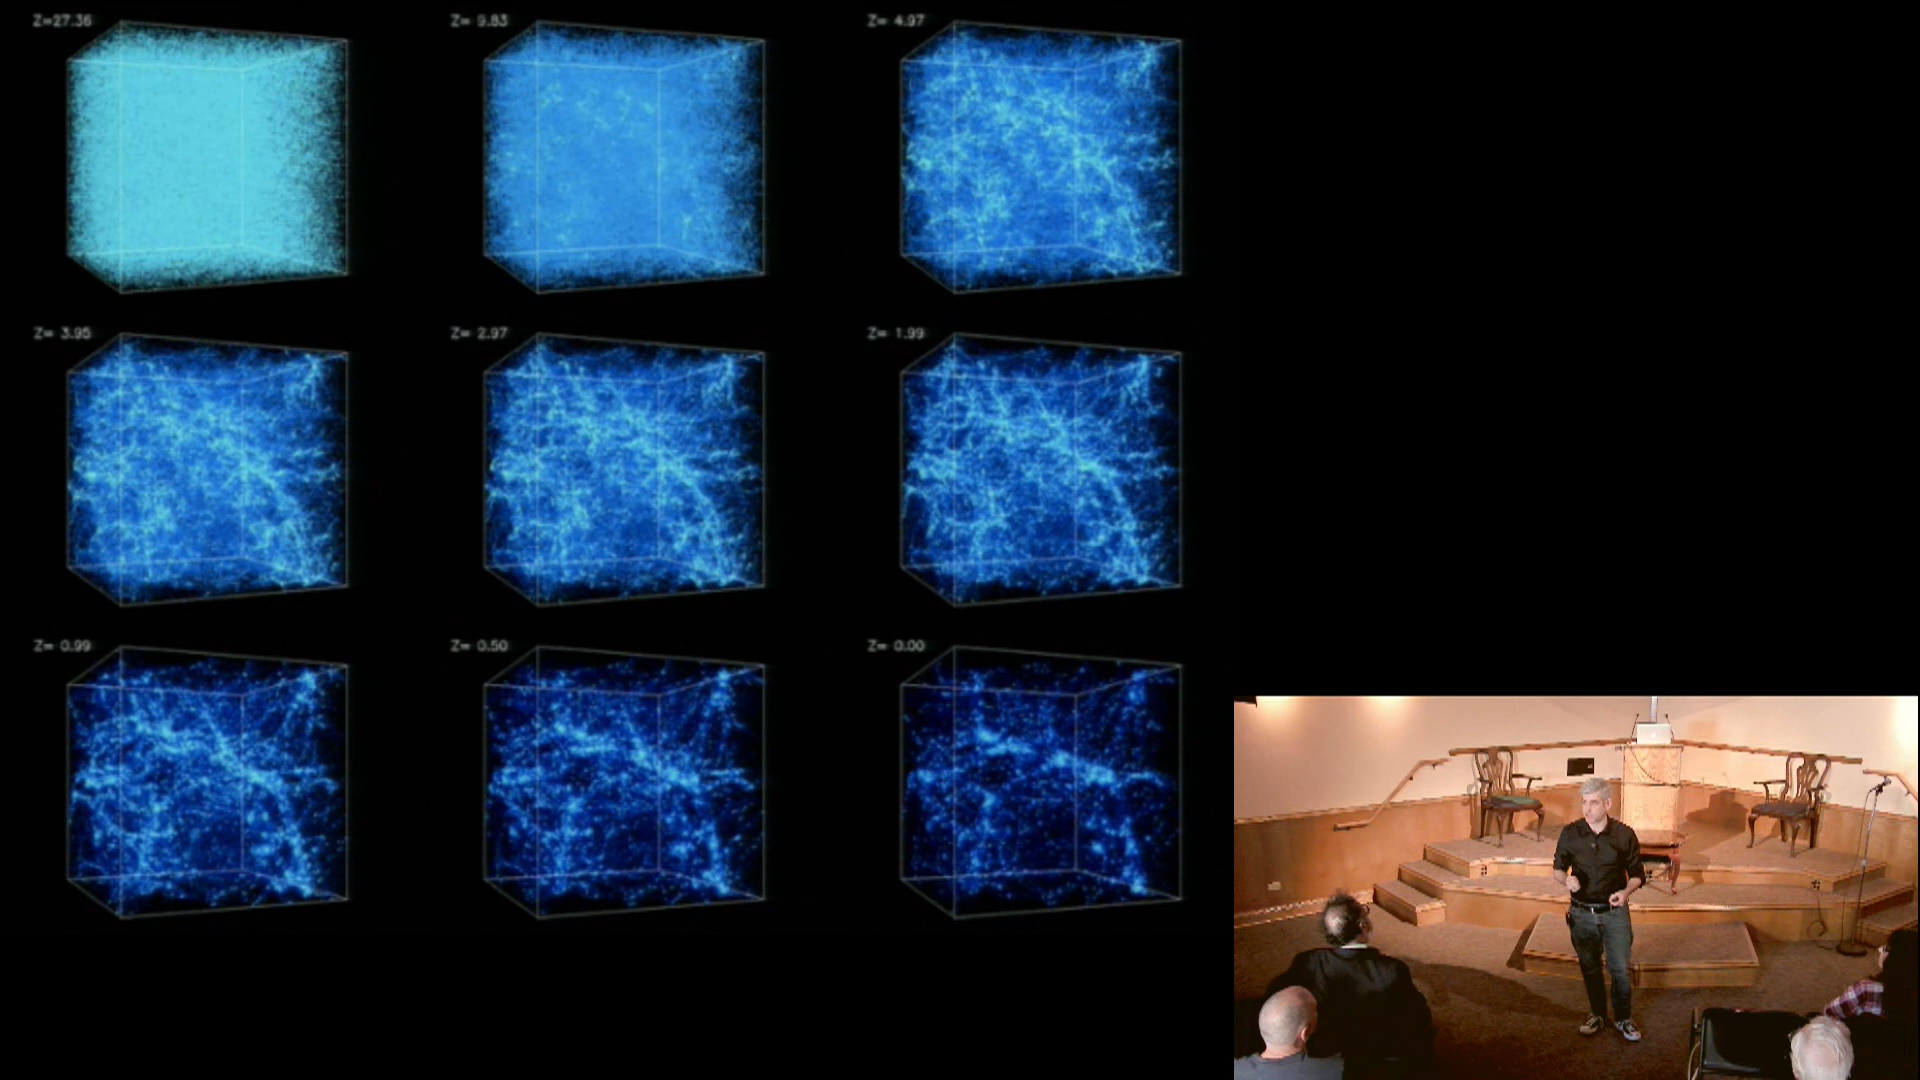 Z=27.36
Z= 9.83
Z= 4.97
Z= 3.95
Z= 2.97
Z= 1.99
Z= 0.99
Z= 0.50
Z= 0.00